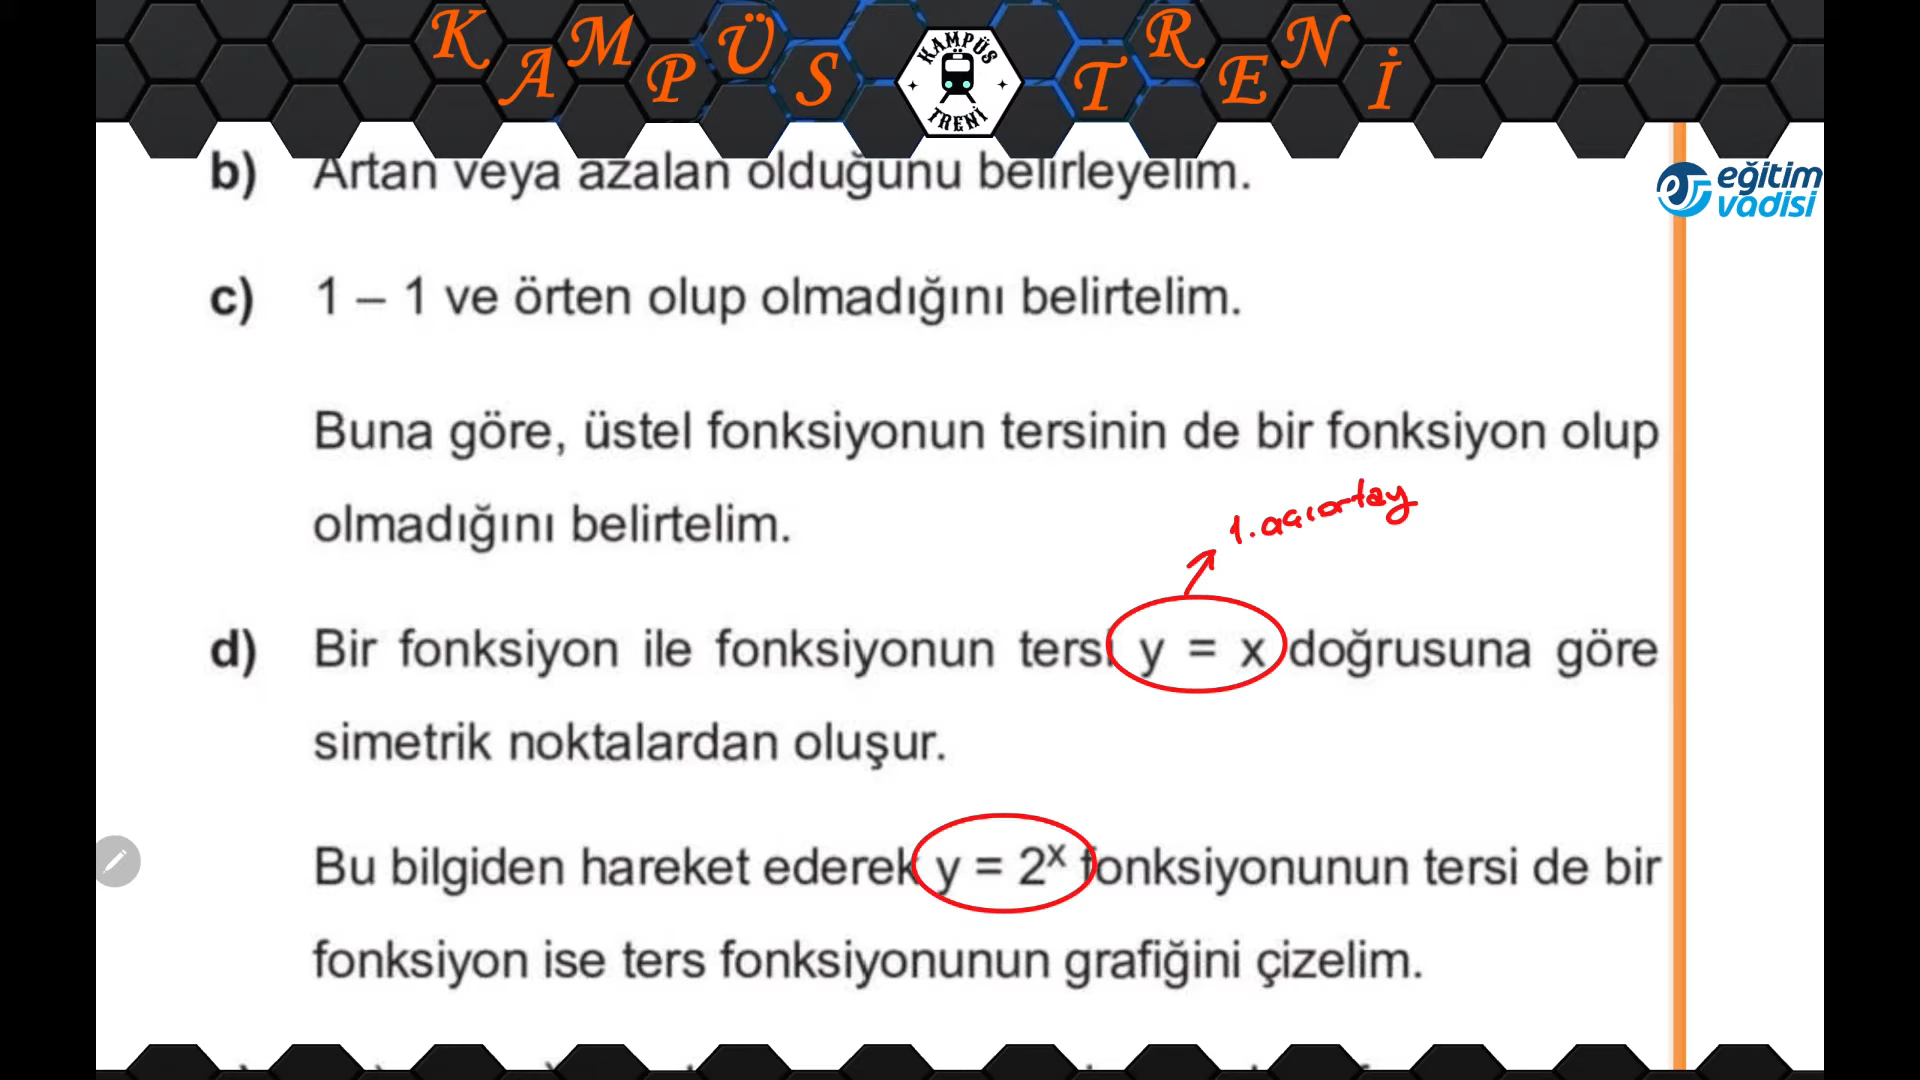 KAMPÜS TRENİ
KAMPÜS
TRENİ
eğitim
vadisi
b) Artan veya azalan olduğunu belirleyelim.
c) 1 – 1 ve örten olup olmadığını belirtelim.
Buna göre, üstel fonksiyonun tersinin de bir fonksiyon olup
olmadığını belirtelim.
1. açıortay
d) Bir fonksiyon ile fonksiyonun tersi y = x doğrusuna göre
simetrik noktalardan oluşur.
Bu bilgiden hareket ederek y = 2ˣ fonksiyonunun tersi de bir
fonksiyon ise ters fonksiyonunun grafiğini çizelim.